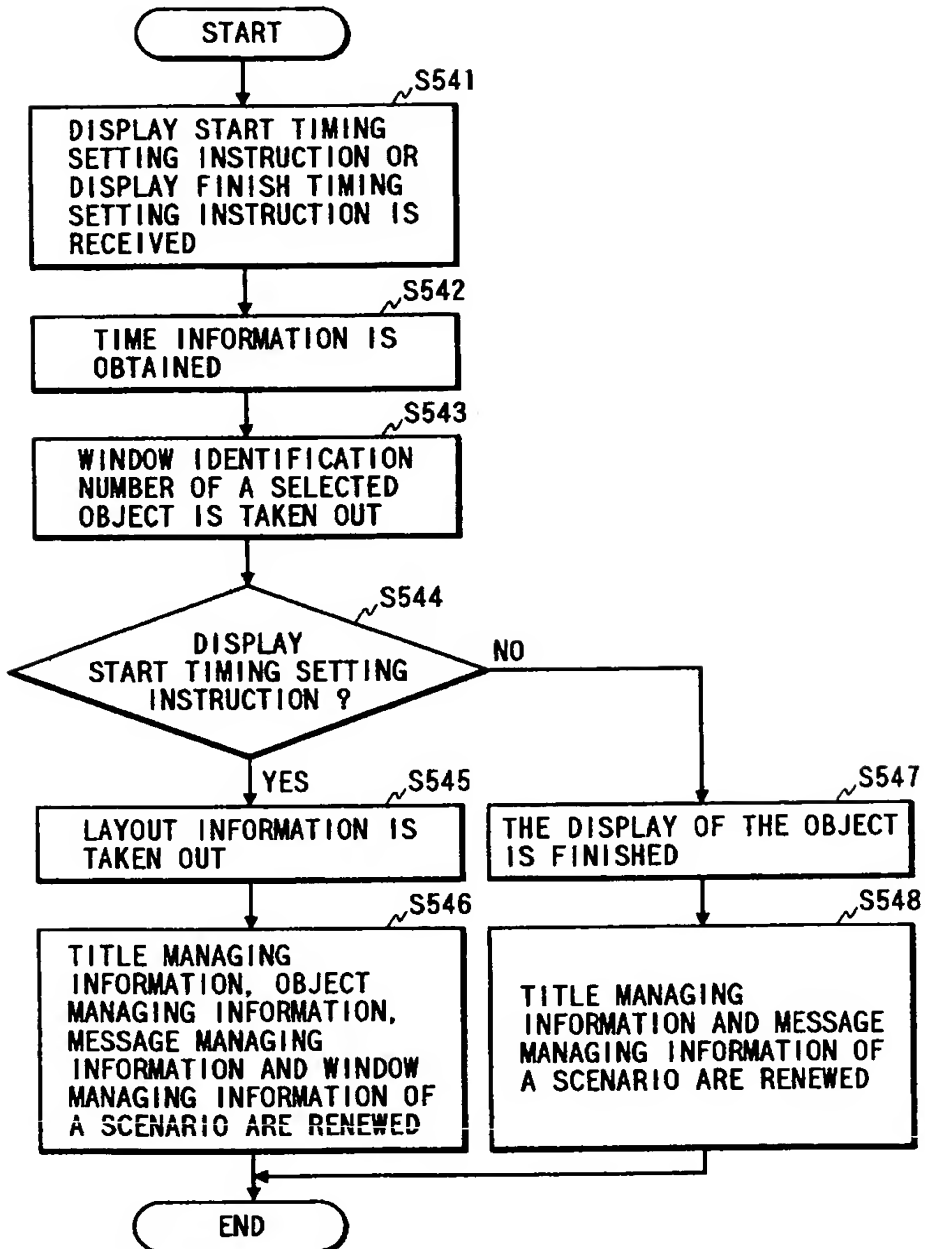 START
S541
DISPLAY START TIMING
SETTING INSTRUCTION OR
DISPLAY FINISH TIMING
SETTING INSTRUCTION IS
RECEIVED
S542
TIME INFORMATION IS
OBTAINED
S543
WINDOW IDENTIFICATION
NUMBER OF A SELECTED
OBJECT IS TAKEN OUT
S544
DISPLAY
START TIMING SETTING
INSTRUCTION ?
NO
YES
S545
LAYOUT INFORMATION IS
TAKEN OUT
S546
TITLE MANAGING
INFORMATION, OBJECT
MANAGING INFORMATION,
MESSAGE MANAGING
INFORMATION AND WINDOW
MANAGING INFORMATION OF
A SCENARIO ARE RENEWED
S547
THE DISPLAY OF THE OBJECT
IS FINISHED
S548
TITLE MANAGING
INFORMATION AND MESSAGE
MANAGING INFORMATION OF
A SCENARIO ARE RENEWED
END